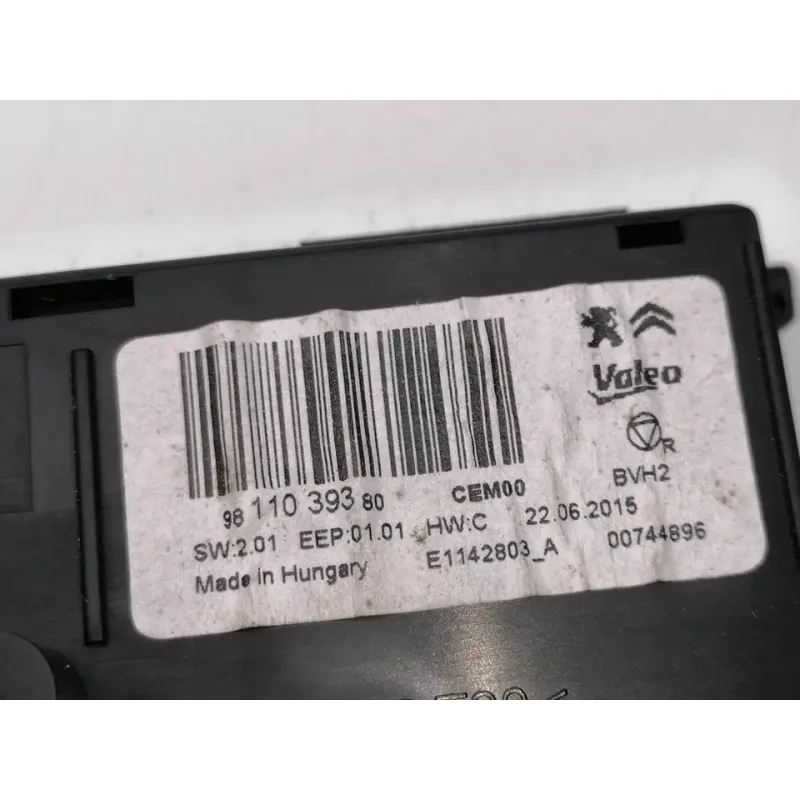 Valeo
R
BVH2
98 110 393 80 CEM00
SW:2.01 EEP:01.01 HW:C 22.06.2015
Made in Hungary E1142803_A 00744896